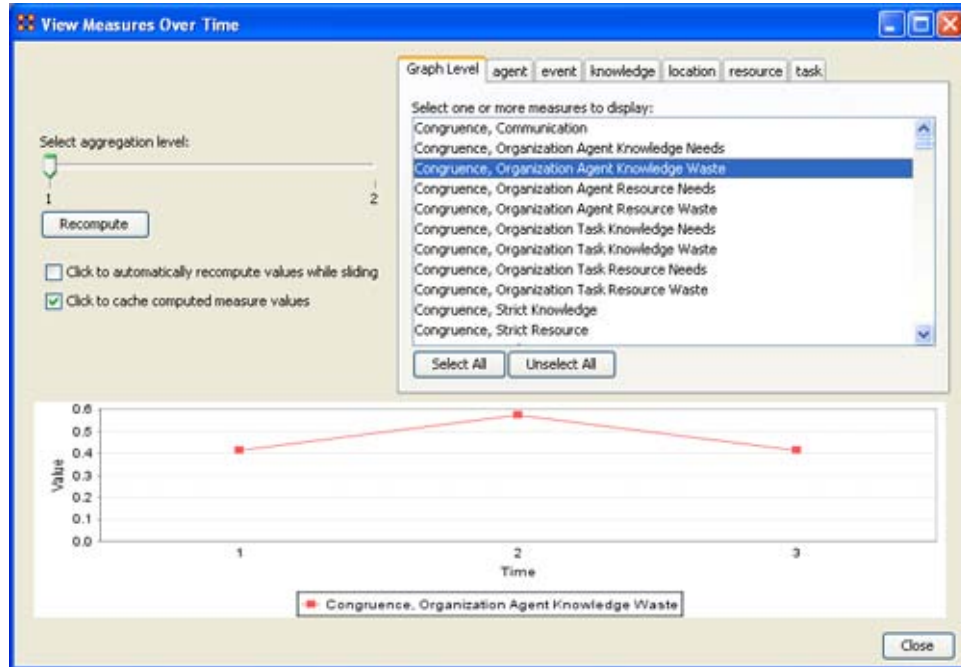 View Measures Over Time
Graph Level agent event knowledge location resource task
Select one or more measures to display:
Congruence, Communication
Congruence, Organization Agent Knowledge Needs
Congruence, Organization Agent Knowledge Waste
Congruence, Organization Agent Resource Needs
Congruence, Organization Agent Resource Waste
Congruence, Organization Task Knowledge Needs
Congruence, Organization Task Knowledge Waste
Congruence, Organization Task Resource Needs
Congruence, Organization Task Resource Waste
Congruence, Strict Knowledge
Congruence, Strict Resource
Select All Unselect All
Select aggregation level:
1 2
Recompute
Click to automatically recompute values while sliding
Click to cache computed measure values
0.6
0.5
0.4
0.3
0.2
0.1
0.0
Value
1 2 3
Time
Congruence, Organization Agent Knowledge Waste
Close